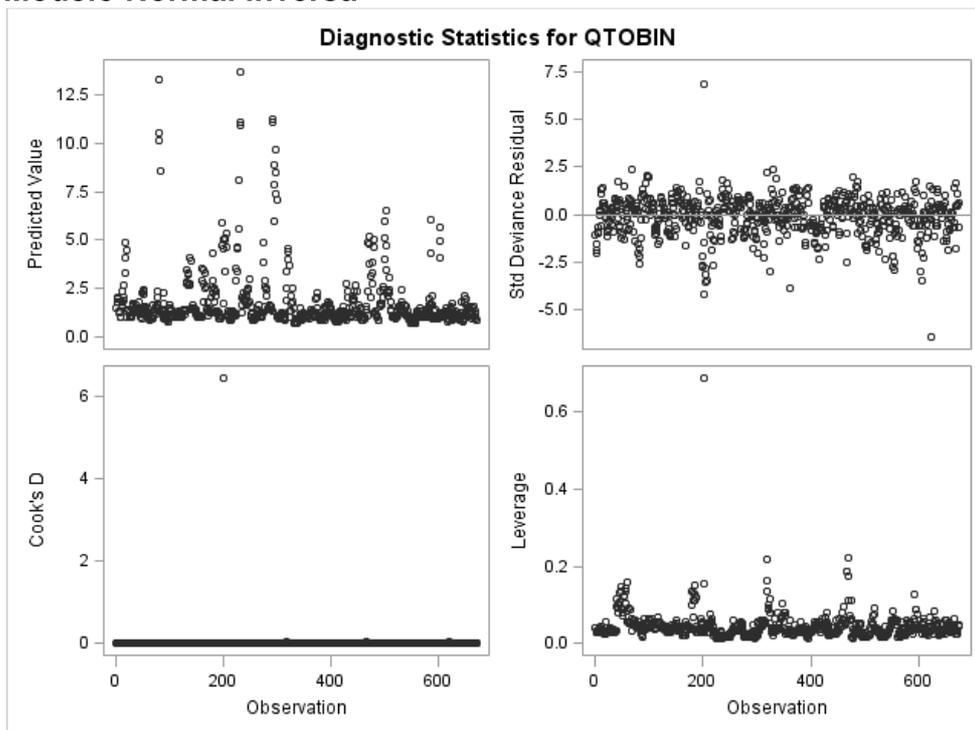 Diagnostic Statistics for QTOBIN
Predicted Value
12.5
10.0
7.5
5.0
2.5
0.0
Std Deviance Residual
7.5
5.0
2.5
0.0
-2.5
-5.0
Cook's D
6
4
2
0
0 200 400 600
Observation
Leverage
0.6
0.4
0.2
0.0
0 200 400 600
Observation